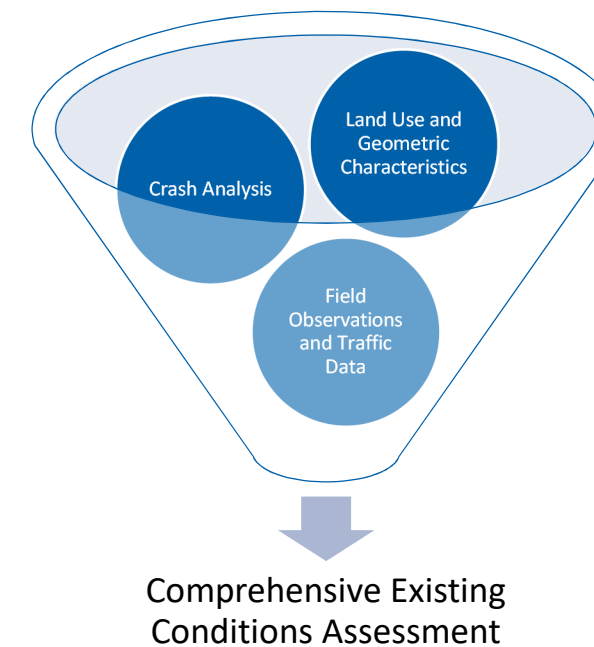 Land Use and
Geometric
Characteristics
Crash Analysis
Field
Observations
and Traffic
Data
Comprehensive Existing
Conditions Assessment